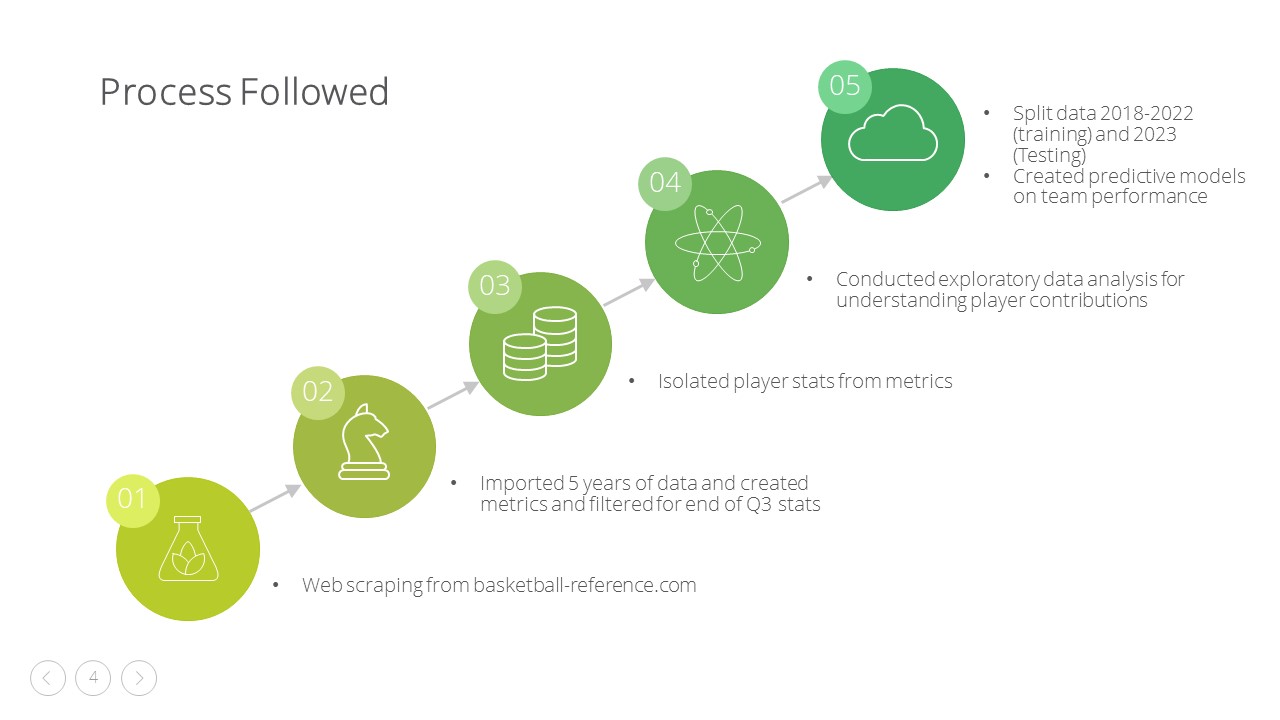 Process Followed
01
• Web scraping from basketball-reference.com
02
• Imported 5 years of data and created
metrics and filtered for end of Q3 stats
03
• Isolated player stats from metrics
04
• Conducted exploratory data analysis for
understanding player contributions
05
• Split data 2018-2022
(training) and 2023
(Testing)
• Created predictive models
on team performance
4